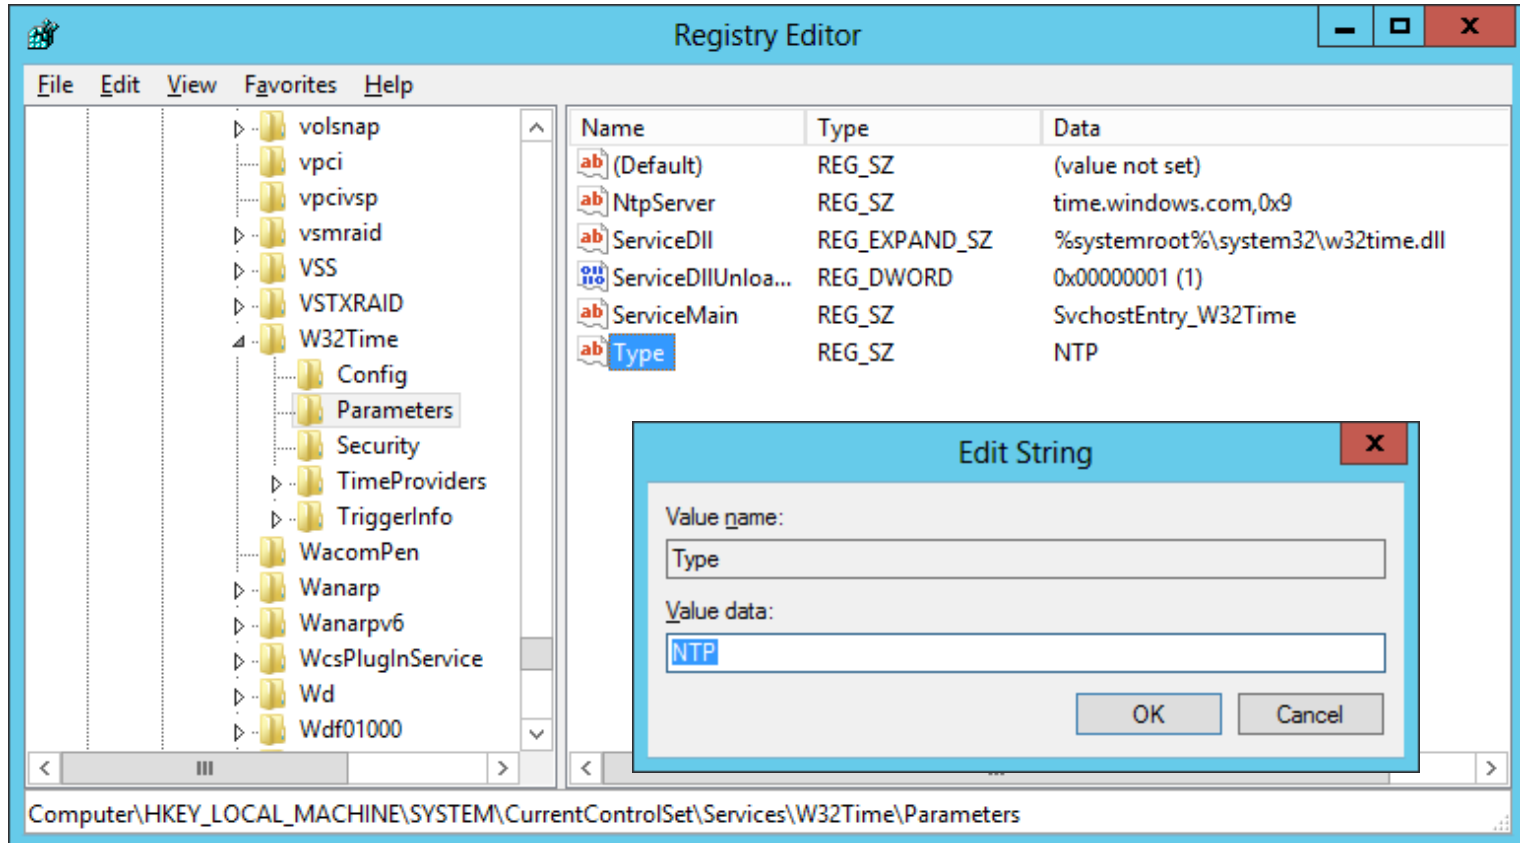 Registry Editor
File Edit View Favorites Help
volsnap
vpci
vpcivsp
vsmraid
VSS
VSTXRAID
W32Time
Config
Parameters
Security
TimeProviders
TriggerInfo
WacomPen
Wanarp
Wanarpv6
WcsPlugInService
Wd
Wdf01000
Name Type Data
(Default) REG_SZ (value not set)
NtpServer REG_SZ time.windows.com,0x9
ServiceDll REG_EXPAND_SZ %systemroot%\system32\w32time.dll
ServiceDllUnloa... REG_DWORD 0x00000001 (1)
ServiceMain REG_SZ SvchostEntry_W32Time
Type REG_SZ NTP
Edit String
Value name:
Type
Value data:
NTP
OK Cancel
Computer\HKEY_LOCAL_MACHINE\SYSTEM\CurrentControlSet\Services\W32Time\Parameters